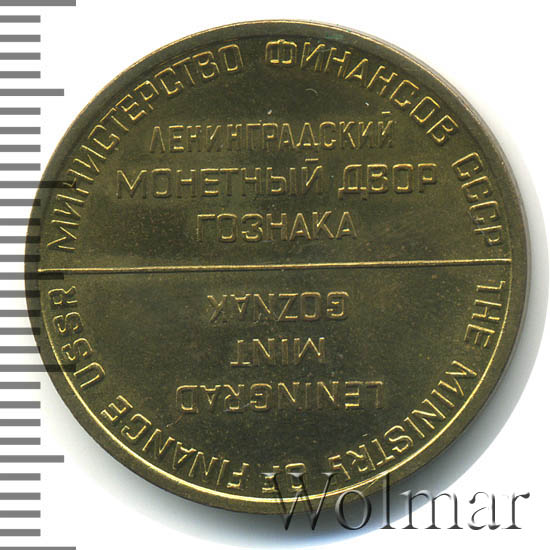 МИНИСТЕРСТВО ФИНАНСОВ СССР
ЛЕНИНГРАДСКИЙ
МОНЕТНЫЙ ДВОР
ГОЗНАКА
THE MINISTRY OF FINANCE USSR
LENINGRAD
MINT
GOZNAK
Wolmar